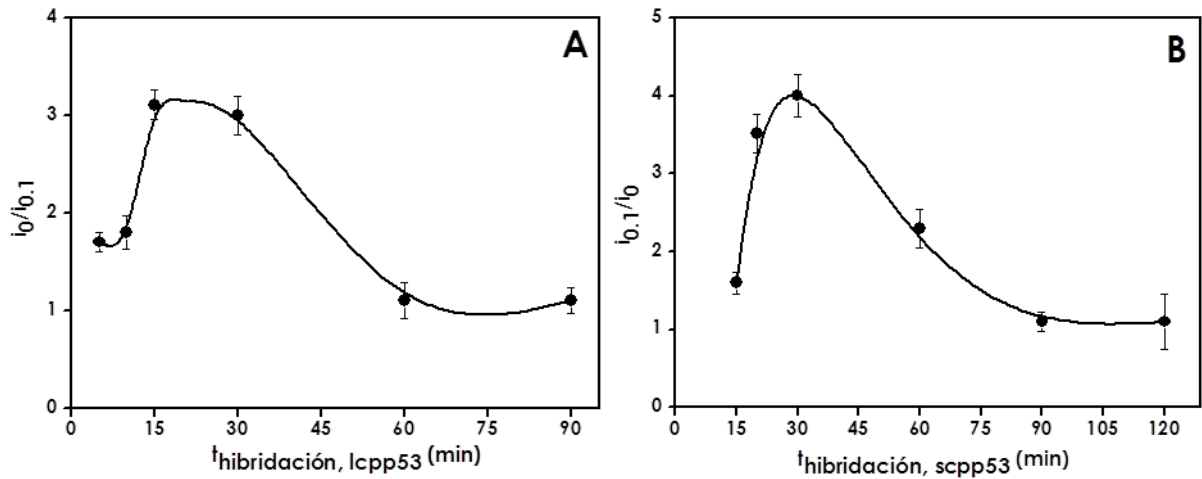 A
i0/i0.1
4
3
2
1
0
0 15 30 45 60 75 90
thibridación, lcpp53 (min)
B
i0.1/i0
5
4
3
2
1
0
0 15 30 45 60 75 90 105 120
thibridación, scpp53 (min)